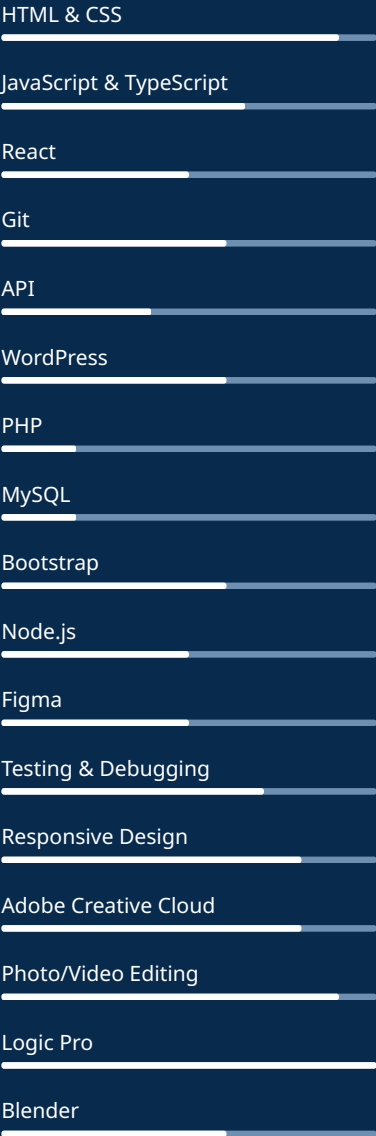 HTML & CSS
JavaScript & TypeScript
React
Git
API
WordPress
PHP
MySQL
Bootstrap
Node.js
Figma
Testing & Debugging
Responsive Design
Adobe Creative Cloud
Photo/Video Editing
Logic Pro
Blender